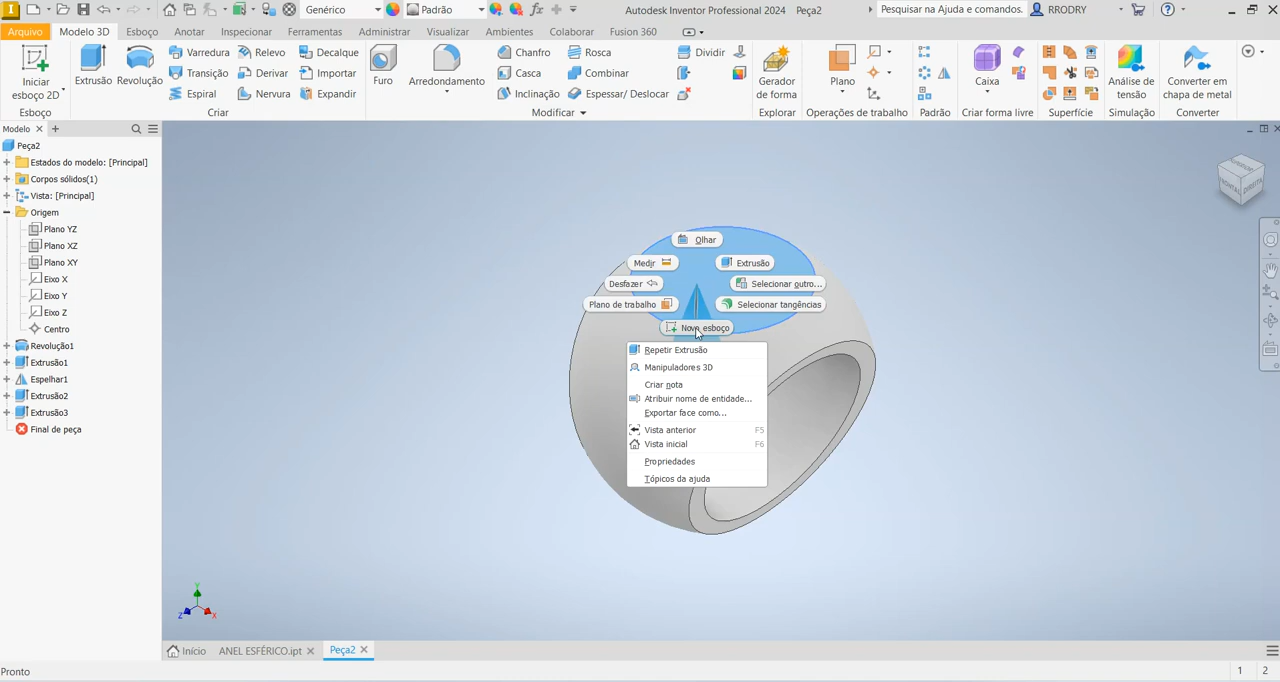 Genérico
Padrão
Autodesk Inventor Professional 2024 Peça2
Pesquisar na Ajuda e comandos.
RRODRY
Arquivo Modelo 3D Esboço Anotar Inspecionar Ferramentas Administrar Visualizar Ambientes Colaborar Fusion 360
Iniciar
esboço 2D
Esboço
Extrusão
Revolução
Varredura
Relevo
Decalque
Transição
Derivar
Importar
Espiral
Nervura
Expandir
Criar
Furo
Arredondamento
Chanfro
Rosca
Casca
Combinar
Inclinação
Espessar/ Deslocar
Dividir
Modificar
Gerador
de forma
Explorar
Plano
Operações de trabalho
Padrão
Caixa
Criar forma livre
Superfície
Análise de
tensão
Simulação
Converter em
chapa de metal
Converter
Modelo
Peça2
Estados do modelo: [Principal]
Corpos sólidos(1)
Vista: [Principal]
Origem
Plano YZ
Plano XZ
Plano XY
Eixo X
Eixo Y
Eixo Z
Centro
Revolução1
Extrusão1
Espelhar1
Extrusão2
Extrusão3
Final de peça
SUPERIOR
FRONTAL
DIREITA
Olhar
Medir
Extrusão
Desfazer
Selecionar outro...
Plano de trabalho
Selecionar tangências
Novo esboço
Repetir Extrusão
Manipuladores 3D
Criar nota
Atribuir nome de entidade...
Exportar face como...
Vista anterior F5
Vista inicial F6
Propriedades
Tópicos da ajuda
Y
Z
X
Início
ANEL ESFÉRICO.ipt
Peça2
Pronto
1 2